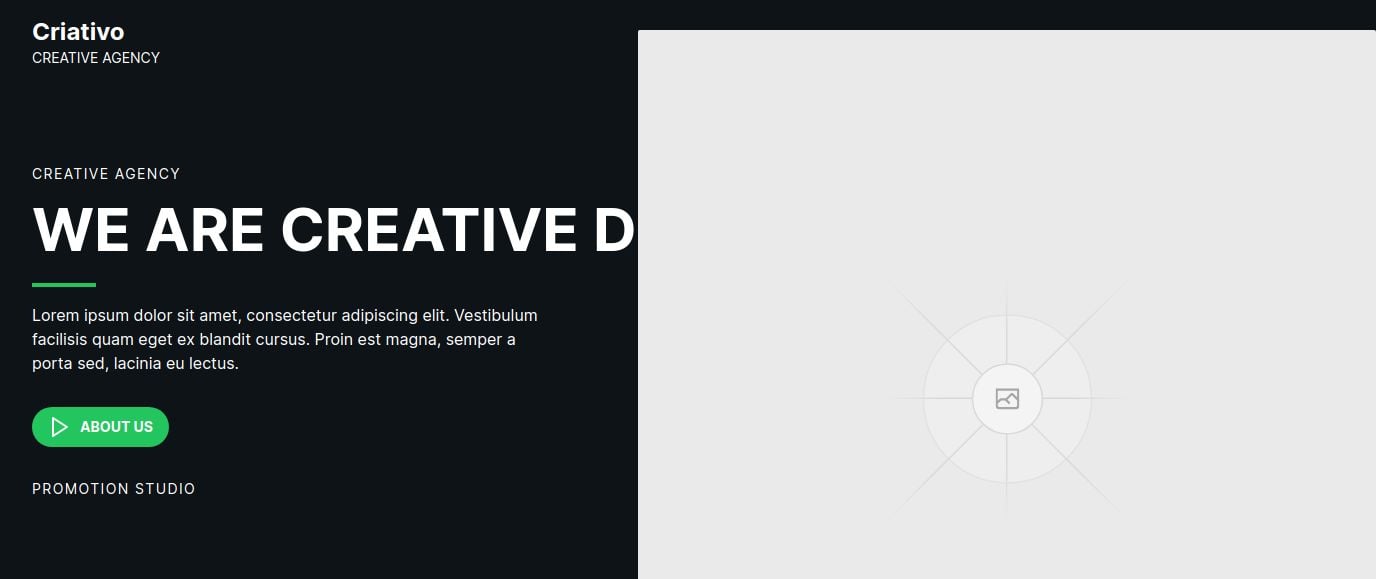 Criativo
CREATIVE AGENCY
CREATIVE AGENCY
WE ARE CREATIVE D
Lorem ipsum dolor sit amet, consectetur adipiscing elit. Vestibulum
facilisis quam eget ex blandit cursus. Proin est magna, semper a
porta sed, lacinia eu lectus.
ABOUT US
PROMOTION STUDIO